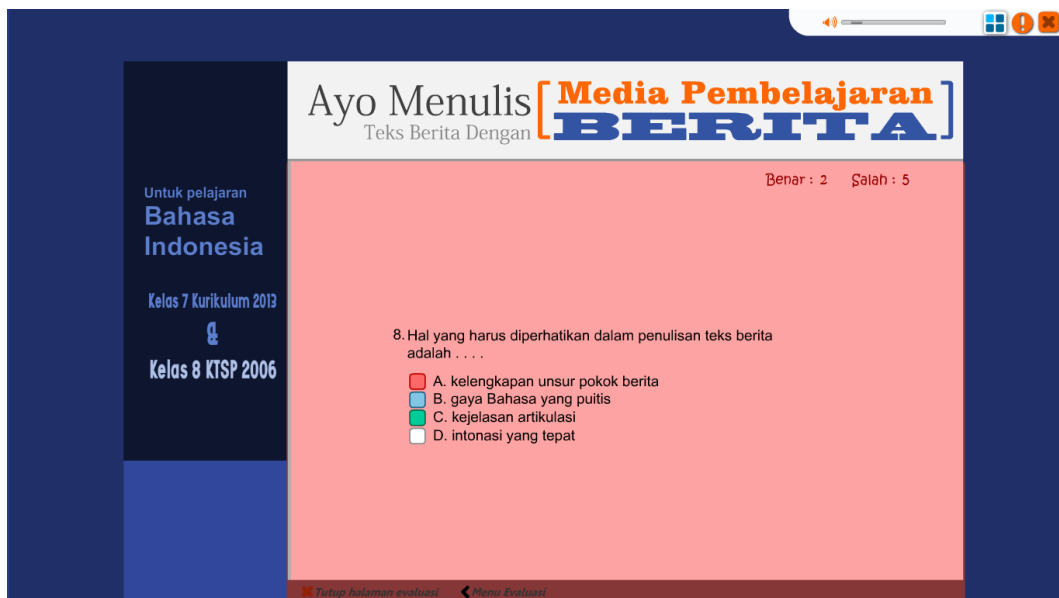 Ayo Menulis
Teks Berita Dengan
[Media Pembelajaran
BERITA]
Benar : 2 Salah : 5
Untuk pelajaran
Bahasa
Indonesia
Kelas 7 Kurikulum 2013
&
Kelas 8 KTSP 2006
8. Hal yang harus diperhatikan dalam penulisan teks berita
adalah . . . .
A. kelengkapan unsur pokok berita
B. gaya Bahasa yang puitis
C. kejelasan artikulasi
D. intonasi yang tepat
Tutup halaman evaluasi Menu Evaluasi